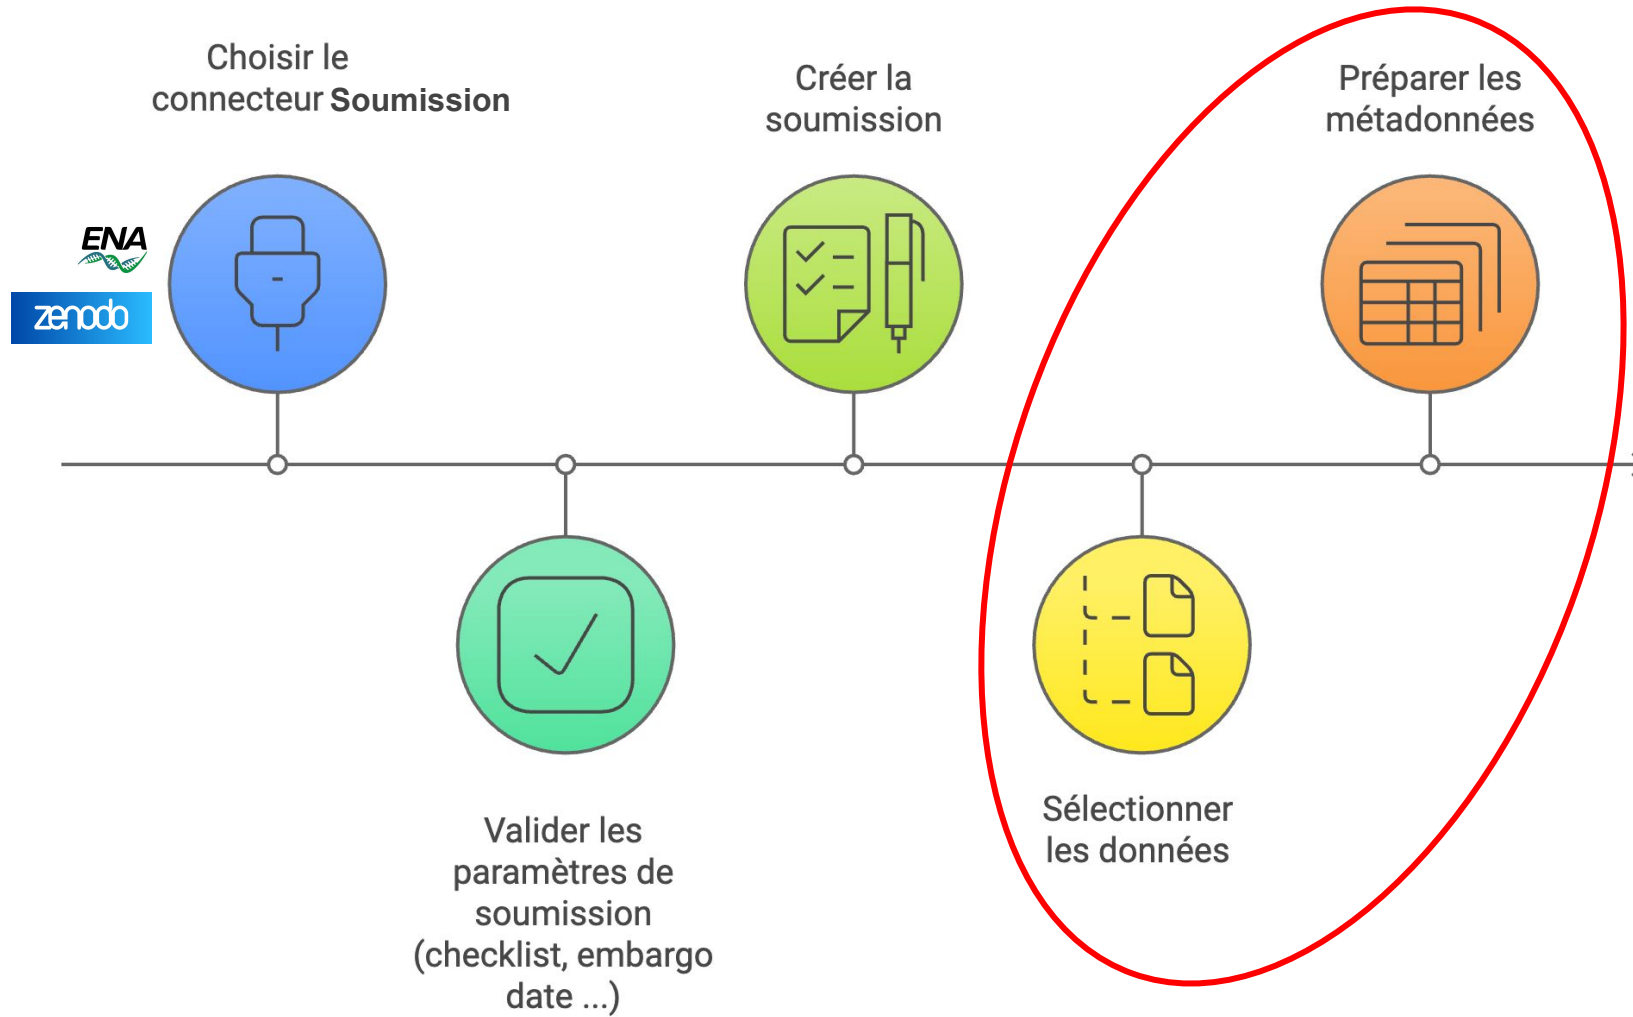 Choisir le
connecteur Soumission
ENA
zenodo
Valider les
paramètres de
soumission
(checklist, embargo
date ...)
Créer la
soumission
Sélectionner
les données
Préparer les
métadonnées